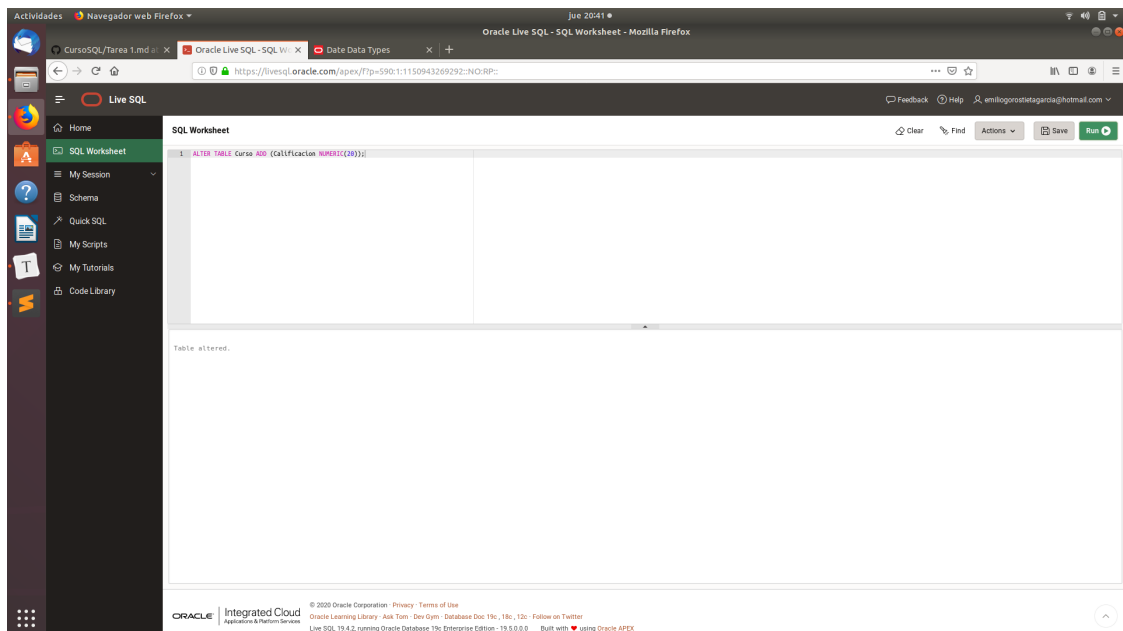 Actividades Navegador web Firefox jue 20:41
Oracle Live SQL - SQL Worksheet - Mozilla Firefox
CursoSQL/Tarea 1.md at Oracle Live SQL - SQL Wo Date Data Types
https://livesql.oracle.com/apex/f?p=590:1:1150943269292::NO:RP::
Live SQL Feedback Help emiliogorostietagarcia@hotmail.com
Home
SQL Worksheet
My Session
Schema
Quick SQL
My Scripts
My Tutorials
Code Library
SQL Worksheet Clear Find Actions Save Run
1 ALTER TABLE Curso ADD (Calificacion NUMERIC(20));
Table altered.
ORACLE Integrated Cloud
Applications & Platform Services
© 2020 Oracle Corporation · Privacy · Terms of Use
Oracle Learning Library · Ask Tom · Dev Gym · Database Doc 19c, 18c, 12c · Follow on Twitter
Live SQL 19.4.2, running Oracle Database 19c Enterprise Edition - 19.5.0.0.0 Built with ♥ using Oracle APEX